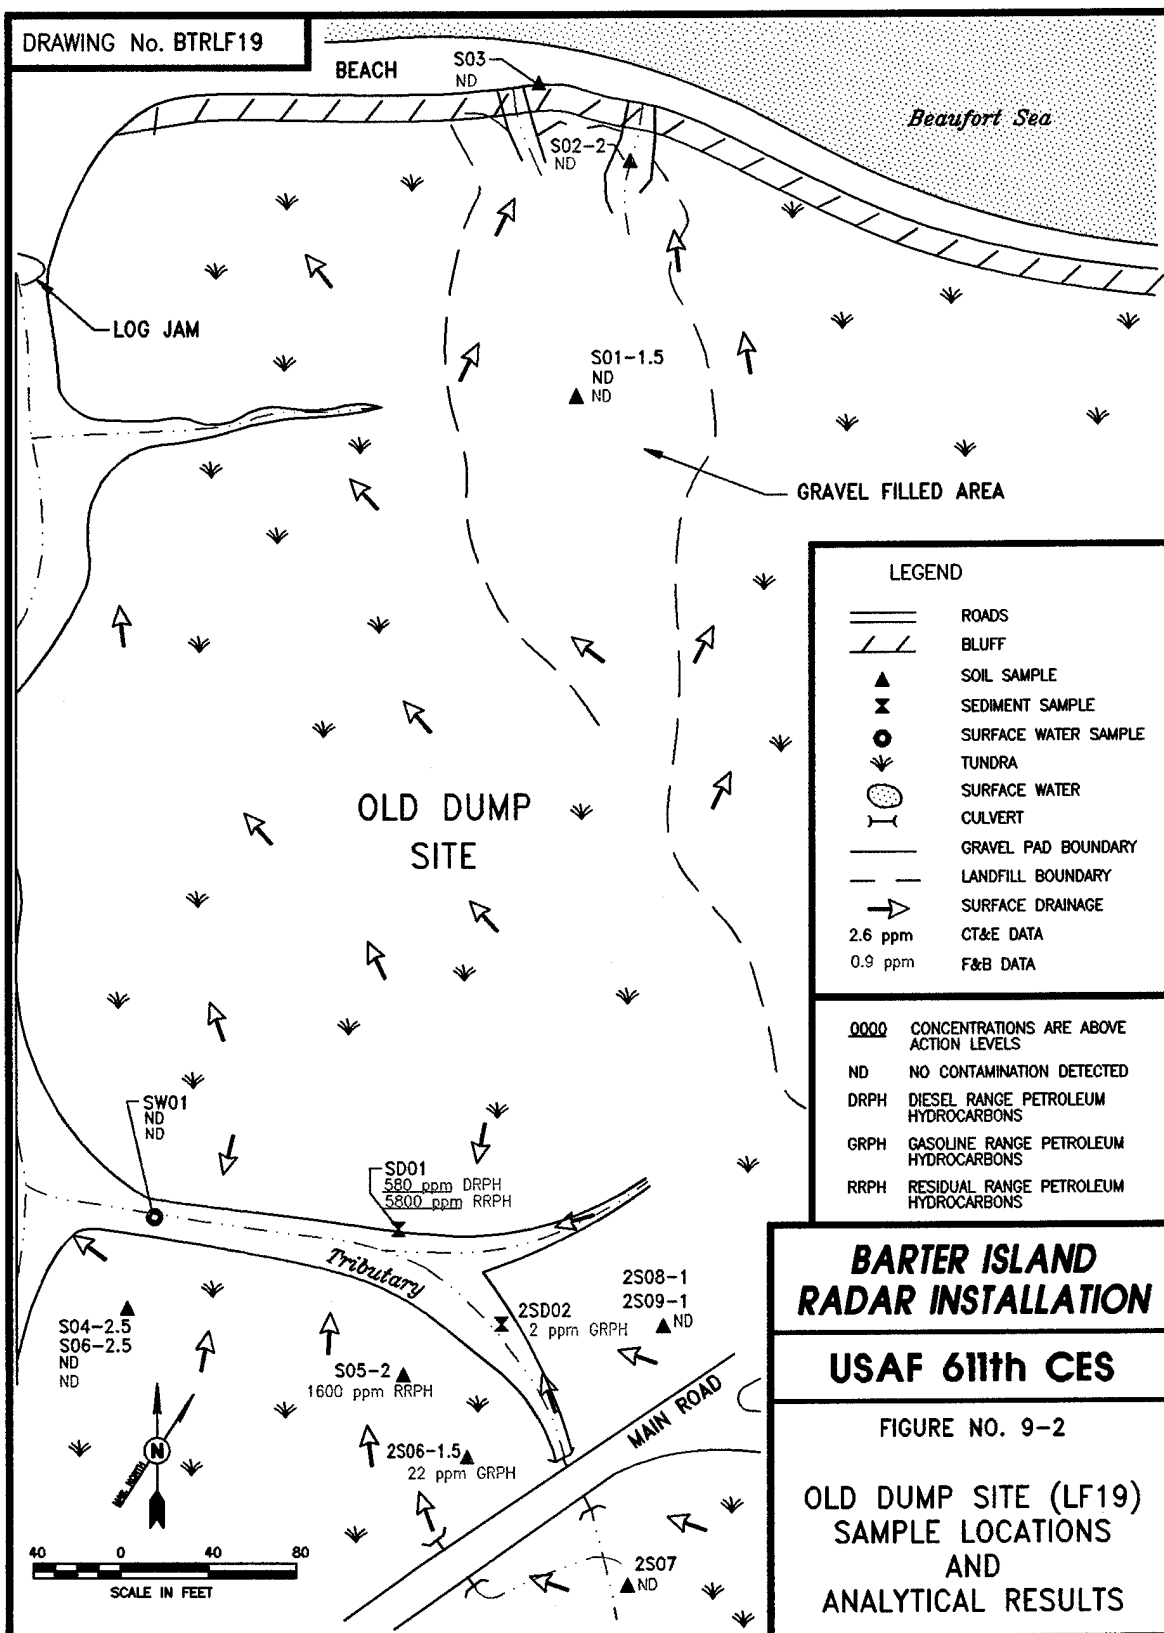 DRAWING No. BTRLF19
BEACH
S03
ND
Beaufort Sea
S02-2
ND
LOG JAM
S01-1.5
ND
ND
GRAVEL FILLED AREA
LEGEND
ROADS
BLUFF
SOIL SAMPLE
SEDIMENT SAMPLE
SURFACE WATER SAMPLE
TUNDRA
SURFACE WATER
CULVERT
GRAVEL PAD BOUNDARY
LANDFILL BOUNDARY
SURFACE DRAINAGE
2.6 ppm CT&E DATA
0.9 ppm F&B DATA
OLD DUMP
SITE
0000 CONCENTRATIONS ARE ABOVE
ACTION LEVELS
ND NO CONTAMINATION DETECTED
DRPH DIESEL RANGE PETROLEUM
HYDROCARBONS
GRPH GASOLINE RANGE PETROLEUM
HYDROCARBONS
RRPH RESIDUAL RANGE PETROLEUM
HYDROCARBONS
SW01
ND
ND
SD01
580 ppm DRPH
5800 ppm RRPH
Tributary
2SD02
2 ppm GRPH
2S08-1
2S09-1
ND
S04-2.5
S06-2.5
ND
ND
S05-2
1600 ppm RRPH
2S06-1.5
22 ppm GRPH
MAIN ROAD
2S07
ND
N
40 0 40 80
SCALE IN FEET
BARTER ISLAND
RADAR INSTALLATION
USAF 611th CES
FIGURE NO. 9-2
OLD DUMP SITE (LF19)
SAMPLE LOCATIONS
AND
ANALYTICAL RESULTS